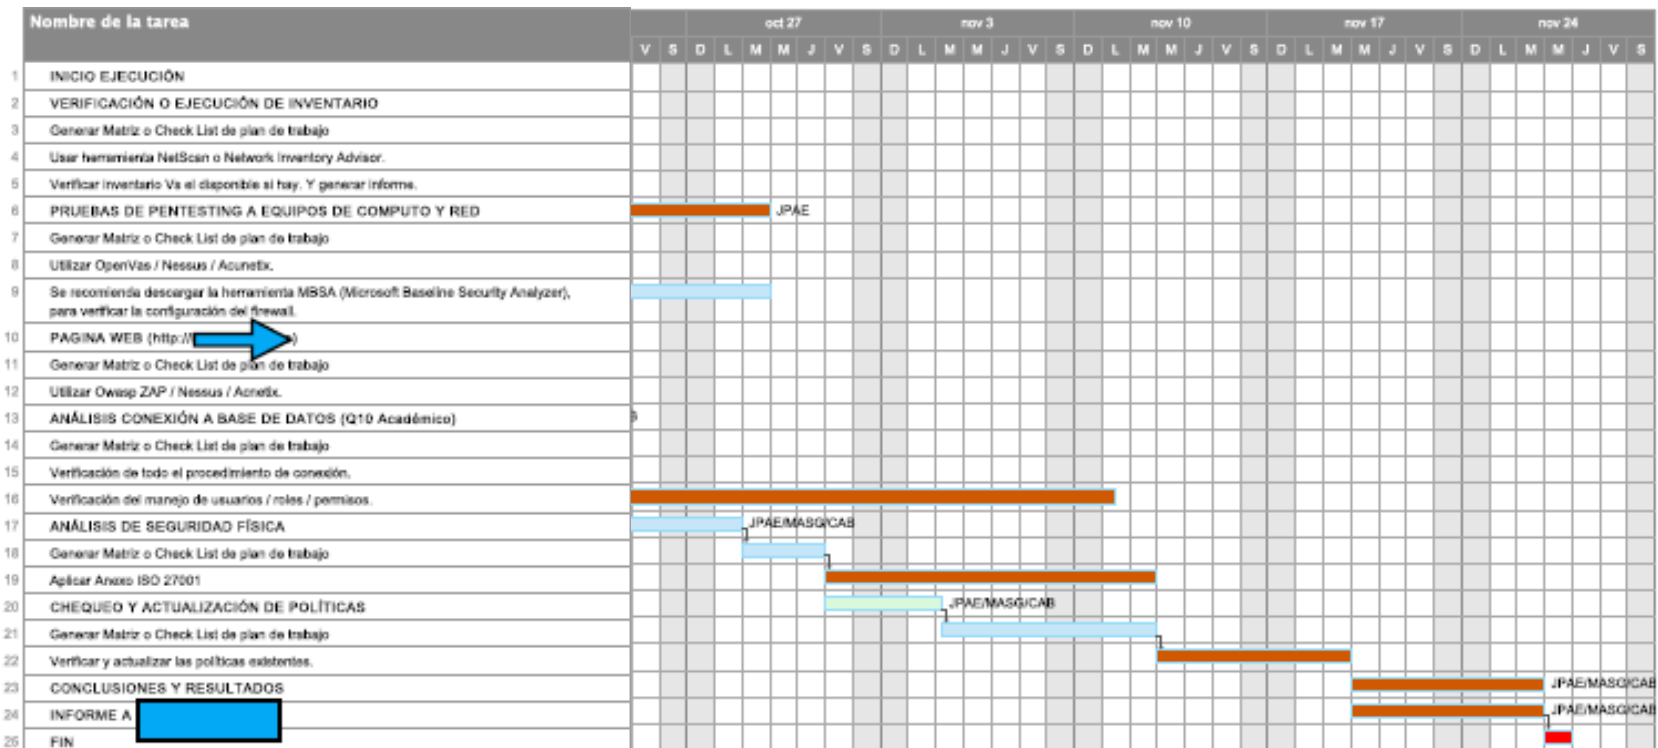 Nombre de la tarea
oct 27 nov 3 nov 10 nov 17 nov 24
V S D L M M J V S D L M M J V S D L M M J V S D L M M J V S D L M M J V S
1 INICIO EJECUCIÓN
2 VERIFICACIÓN O EJECUCIÓN DE INVENTARIO
3 Generar Matriz o Check List de plan de trabajo
4 Usar herramienta NetScan o Network Inventory Advisor.
5 Verificar inventario Vs el disponible si hay. Y generar informe.
6 PRUEBAS DE PENTESTING A EQUIPOS DE COMPUTO Y RED JPAE
7 Generar Matriz o Check List de plan de trabajo
8 Utilizar OpenVas / Nessus / Acunetix.
9 Se recomienda descargar la herramienta MBSA (Microsoft Baseline Security Analyzer),
para verificar la configuración del firewall.
10 PAGINA WEB (http:// )
11 Generar Matriz o Check List de plan de trabajo
12 Utilizar Owasp ZAP / Nessus / Acnetix.
13 ANÁLISIS CONEXIÓN A BASE DE DATOS (Q10 Académico)
14 Generar Matriz o Check List de plan de trabajo
15 Verificación de todo el procedimiento de conexión.
16 Verificación del manejo de usuarios / roles / permisos.
17 ANÁLISIS DE SEGURIDAD FÍSICA JPAE/MASG/CAB
18 Generar Matriz o Check List de plan de trabajo
19 Aplicar Anexo ISO 27001
20 CHEQUEO Y ACTUALIZACIÓN DE POLÍTICAS JPAE/MASG/CAB
21 Generar Matriz o Check List de plan de trabajo
22 Verificar y actualizar las políticas existentes.
23 CONCLUSIONES Y RESULTADOS JPAE/MASG/CAB
24 INFORME A JPAE/MASG/CAB
25 FIN